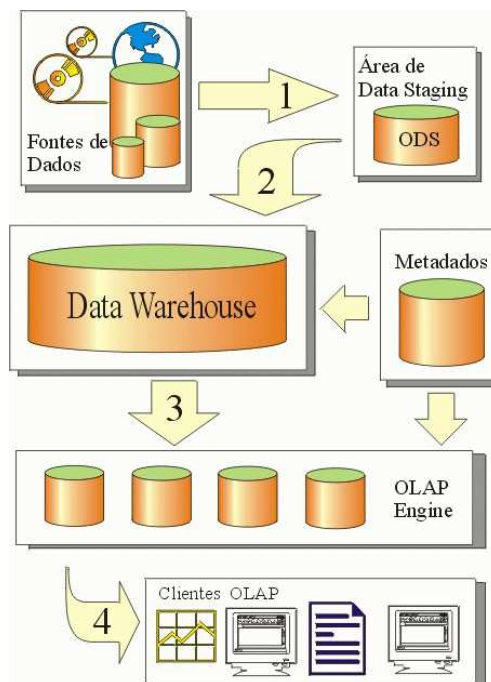 Fontes de
Dados
1
Área de
Data Staging
ODS
2
Data Warehouse
Metadados
3
OLAP
Engine
4
Clientes OLAP